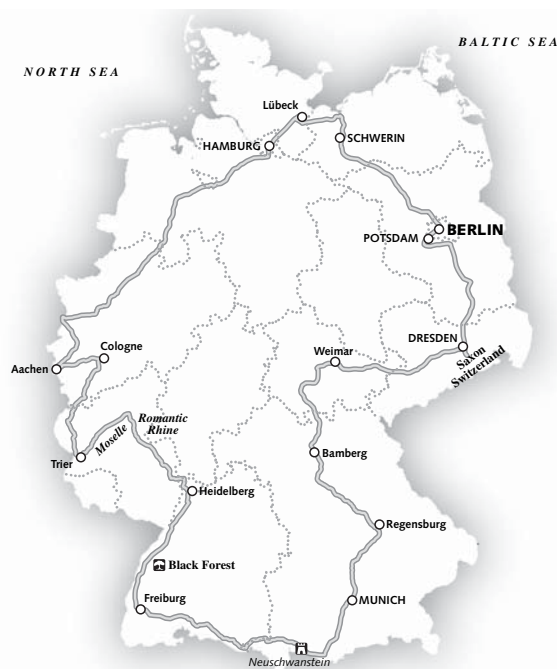 BALTIC SEA
NORTH SEA
Lübeck
HAMBURG
SCHWERIN
BERLIN
POTSDAM
DRESDEN
Saxon
Switzerland
Cologne
Weimar
Aachen
Romantic
Rhine
Moselle
Trier
Bamberg
Heidelberg
Regensburg
Black Forest
Freiburg
MUNICH
Neuschwanstein